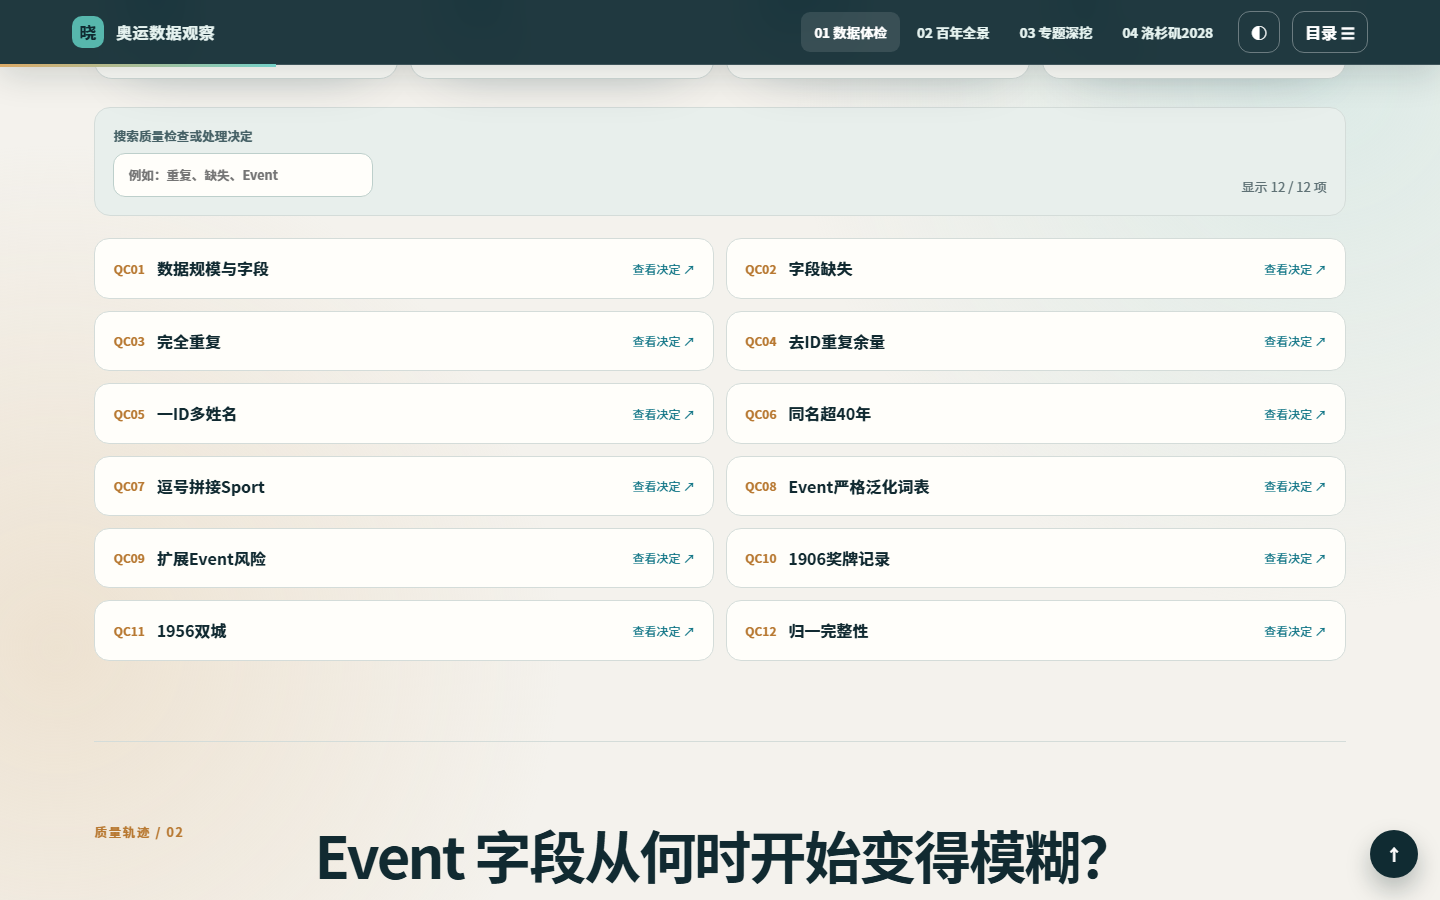 晓 奥运数据观察 01 数据体检 02 百年全景 03 专题深挖 04 洛杉矶2028 目录 ☰
搜索质量检查或处理决定
例如：重复、缺失、Event
显示 12 / 12 项
QC01 数据规模与字段 查看决定 ↗
QC02 字段缺失 查看决定 ↗
QC03 完全重复 查看决定 ↗
QC04 去ID重复余量 查看决定 ↗
QC05 一ID多姓名 查看决定 ↗
QC06 同名超40年 查看决定 ↗
QC07 逗号拼接Sport 查看决定 ↗
QC08 Event严格泛化词表 查看决定 ↗
QC09 扩展Event风险 查看决定 ↗
QC10 1906奖牌记录 查看决定 ↗
QC11 1956双城 查看决定 ↗
QC12 归一完整性 查看决定 ↗
质量轨迹 / 02
Event 字段从何时开始变得模糊？
↑